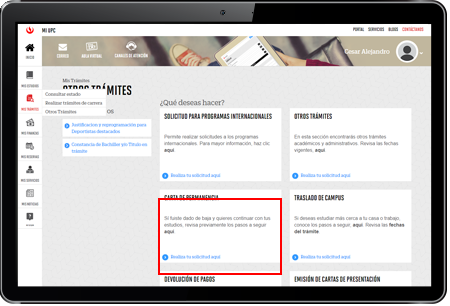 MI UPC
PORTAL SERVICIOS BLOGS CONTÁCTANOS
INICIO
CORREO
AULA VIRTUAL
CANALES DE ATENCIÓN
Cesar Alejandro
MIS ESTUDIOS
MIS TRÁMITES
MIS FINANZAS
MIS RESERVAS
MIS SERVICIOS
MIS NOTICIAS
Mis Trámites
OTROS TRÁMITES
Consultar estado
Realizar trámites de carrera
Otros Trámites
Justificación y reprogramación para
Deportistas destacados
Constancia de Bachiller y/o Título en
trámite
¿Qué deseas hacer?
SOLICITUD PARA PROGRAMAS INTERNACIONALES
Permite realizar solicitudes a los programas
internacionales. Para mayor información, haz clic
aquí
Realiza tu solicitud aquí
OTROS TRÁMITES
En esta sección encontrarás otros trámites
académicos y administrativos. Revisa las fechas
vigentes, aquí.
Realiza tu solicitud aquí
CARTA DE PERMANENCIA
Si fuiste dado de baja y quieres continuar con tus
estudios, revisa previamente los pasos a seguir
aquí
Realiza tu solicitud aquí
TRASLADO DE CAMPUS
Si deseas estudiar más cerca a tu casa o trabajo,
conoce los pasos a seguir, aquí. Revisa las fechas
del trámite
Realiza tu solicitud aquí
DEVOLUCIÓN DE PAGOS
EMISIÓN DE CARTAS DE PRESENTACIÓN